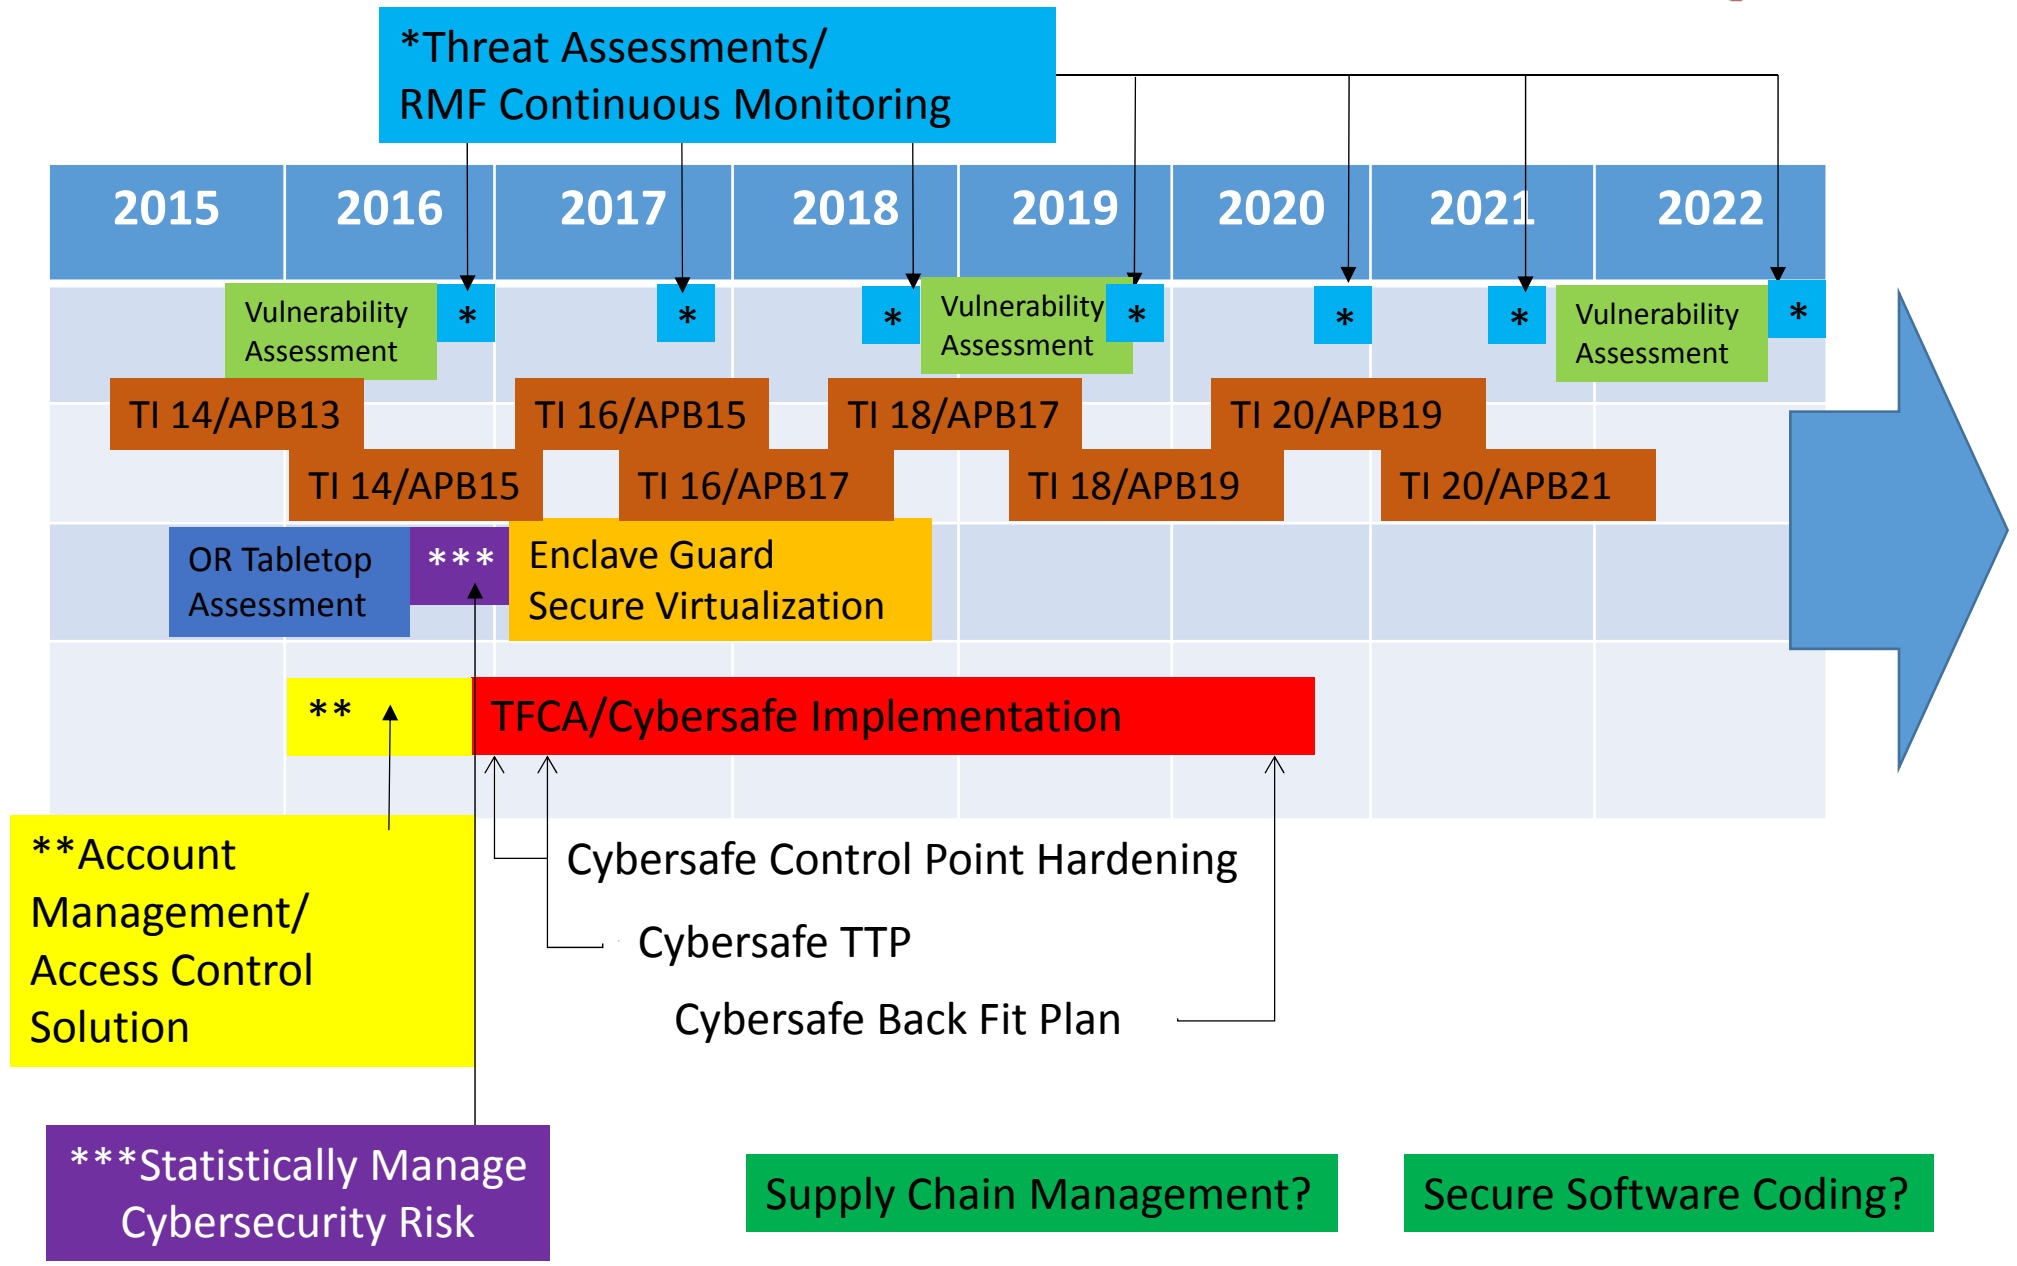 *Threat Assessments/
RMF Continuous Monitoring
2015 2016 2017 2018 2019 2020 2021 2022
Vulnerability
Assessment
*
*
*
Vulnerability
Assessment
*
*
*
Vulnerability
Assessment
*
TI 14/APB13
TI 16/APB15
TI 18/APB17
TI 20/APB19
TI 14/APB15
TI 16/APB17
TI 18/APB19
TI 20/APB21
OR Tabletop
Assessment
***
Enclave Guard
Secure Virtualization
**
TFCA/Cybersafe Implementation
**Account
Management/
Access Control
Solution
Cybersafe Control Point Hardening
Cybersafe TTP
Cybersafe Back Fit Plan
***Statistically Manage
Cybersecurity Risk
Supply Chain Management?
Secure Software Coding?